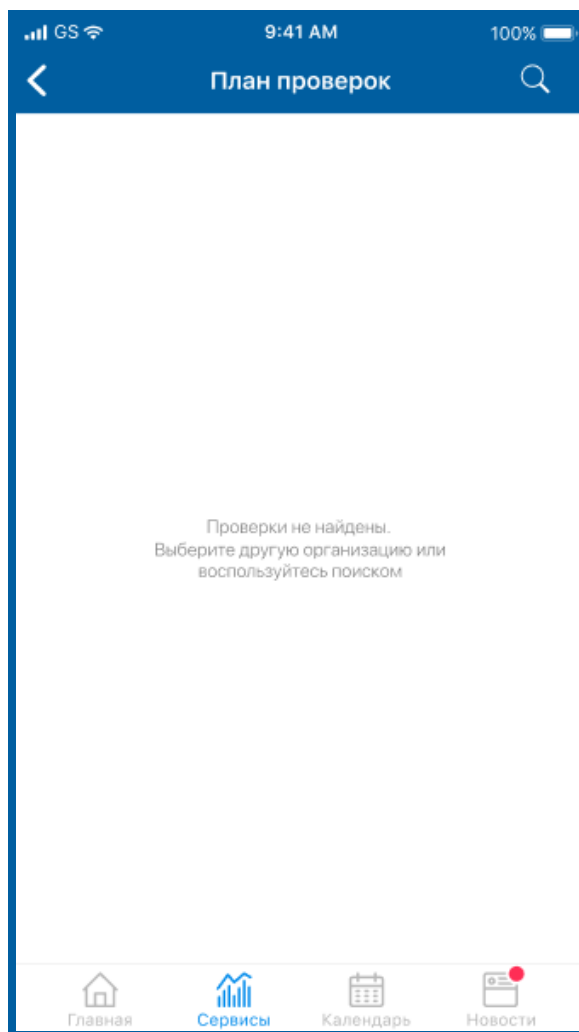 GS 9:41 AM 100%
План проверок
Проверки не найдены.
Выберите другую организацию или
воспользуйтесь поиском
Главная Сервисы Календарь Новости